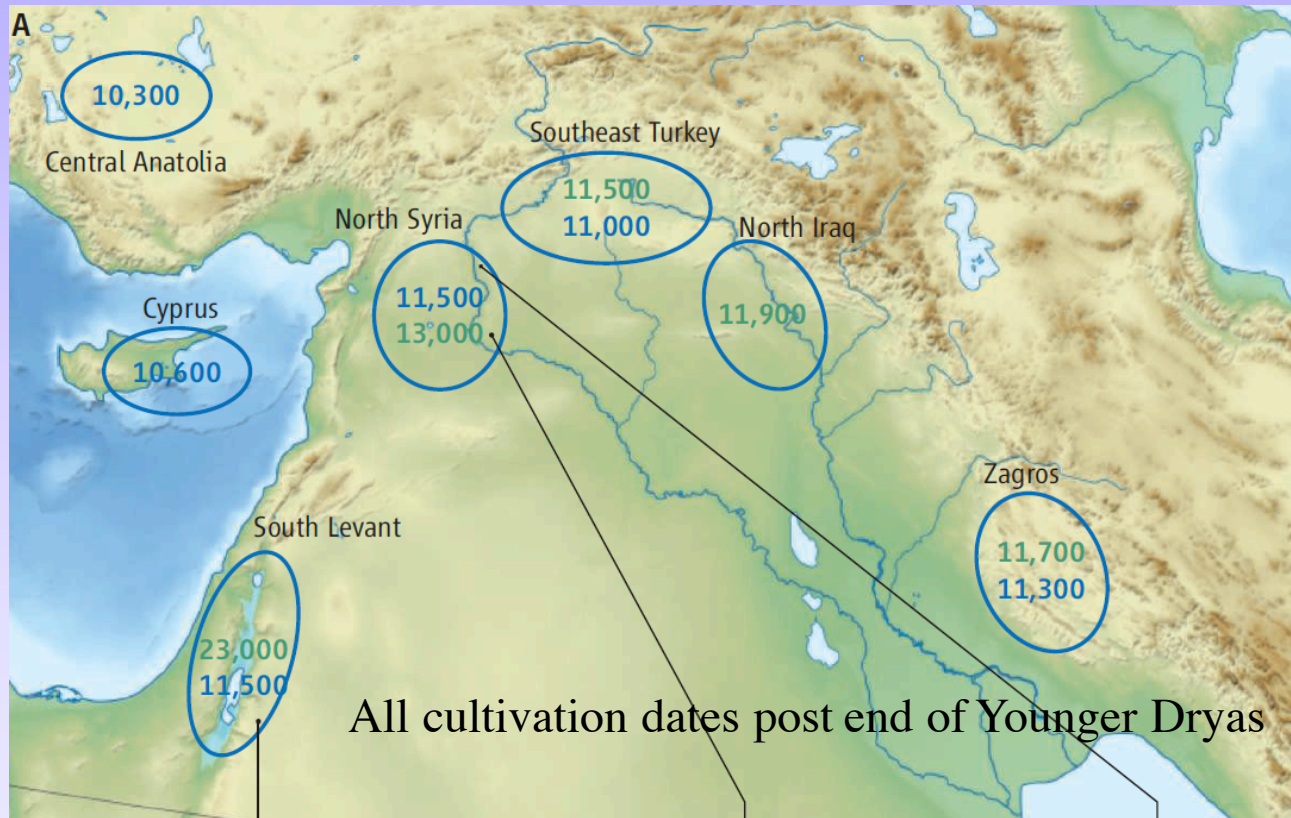 A
10,300
Central Anatolia
Southeast Turkey
11,500
11,000
North Syria
North Iraq
11,500
13,000
11,900
Cyprus
10,600
Zagros
11,700
11,300
South Levant
23,000
11,500
All cultivation dates post end of Younger Dryas